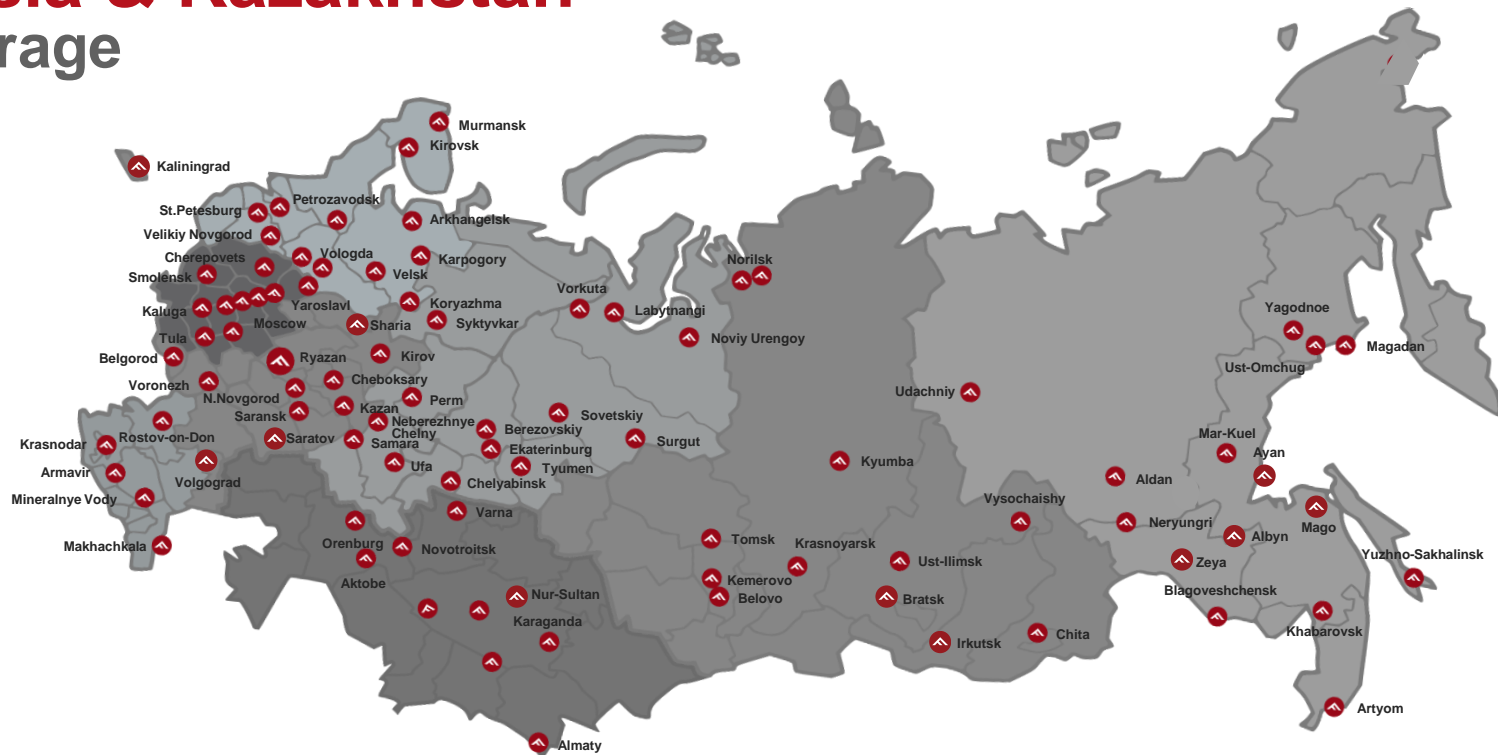 sia & Kazakhstan
rage
Murmansk
Kirovsk
Kaliningrad
Petrozavodsk
St.Petesburg
Arkhangelsk
Velikiy Novgorod
Vologda
Cherepovets
Karpogory
Smolensk
Velsk
Norilsk
Vorkuta
Koryazhma
Labytnangi
Yaroslavl
Kaluga
Moscow
Sharia
Syktyvkar
Yagodnoe
Tula
Noviy Urengoy
Magadan
Belgorod
Ryazan
Kirov
Ust-Omchug
Cheboksary
Voronezh
Udachniy
N.Novgorod
Perm
Kazan
Saransk
Sovetskiy
Neberezhnye
Chelny
Berezovskiy
Mar-Kuel
Krasnodar
Rostov-on-Don
Saratov
Samara
Surgut
Ekaterinburg
Ayan
Kyumba
Armavir
Ufa
Tyumen
Volgograd
Chelyabinsk
Aldan
Mineralnye Vody
Vysochaishy
Varna
Neryungri
Mago
Albyn
Makhachkala
Orenburg
Novotroitsk
Tomsk
Krasnoyarsk
Yuzhno-Sakhalinsk
Ust-Ilimsk
Zeya
Aktobe
Kemerovo
Blagoveshchensk
Nur-Sultan
Belovo
Bratsk
Karaganda
Khabarovsk
Chita
Irkutsk
Artyom
Almaty